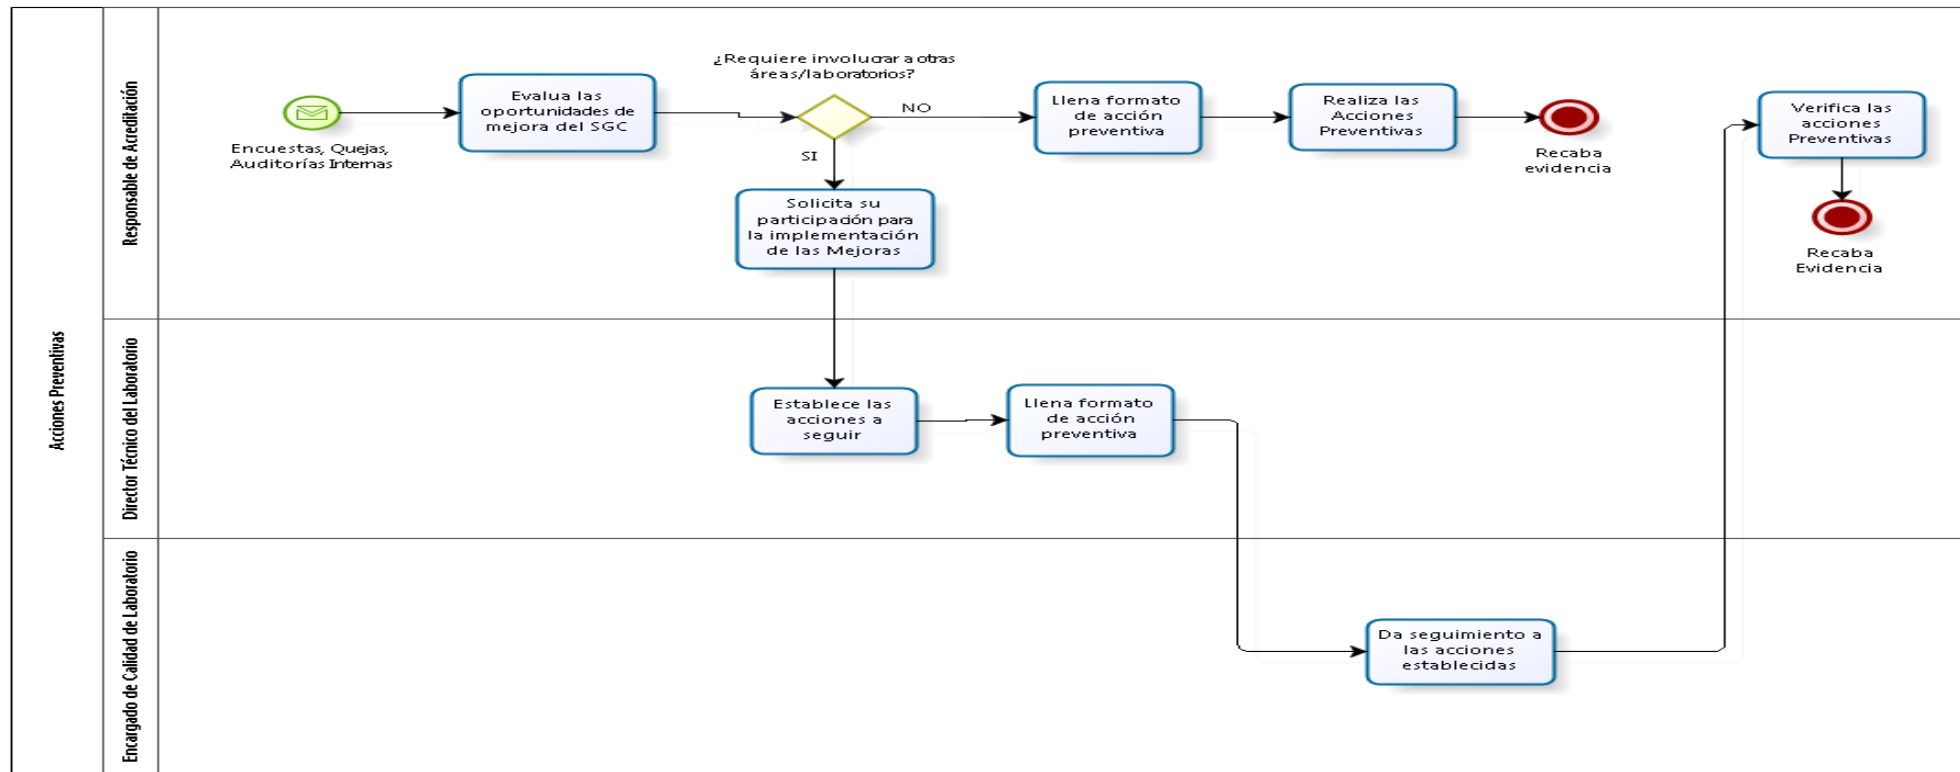 Acciones Preventivas
Responsable de Acreditación
Encuestas, Quejas,
Auditorías Internas
Evalua las
oportunidades de
mejora del SGC
¿Requiere involucrar a otras
áreas/laboratorios?
NO
SI
Llena formato
de acción
preventiva
Realiza las
Acciones
Preventivas
Recaba
evidencia
Verifica las
acciones
Preventivas
Recaba
Evidencia
Solicita su
participación para
la implementación
de las Mejoras
Director Técnico del Laboratorio
Establece las
acciones a
seguir
Llena formato
de acción
preventiva
Encargado de Calidad de Laboratorio
Da seguimiento a
las acciones
establecidas